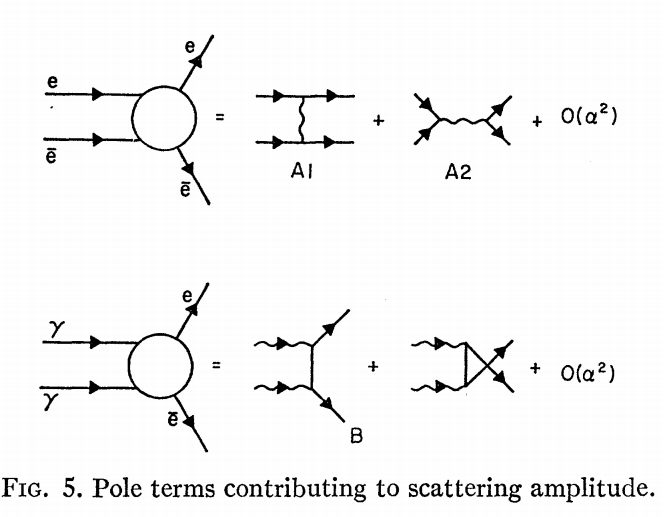 e
e
ē
ē
=
+
+ O(α²)
A1
A2
γ
γ
e
ē
=
+
+ O(α²)
B
FIG. 5. Pole terms contributing to scattering amplitude.